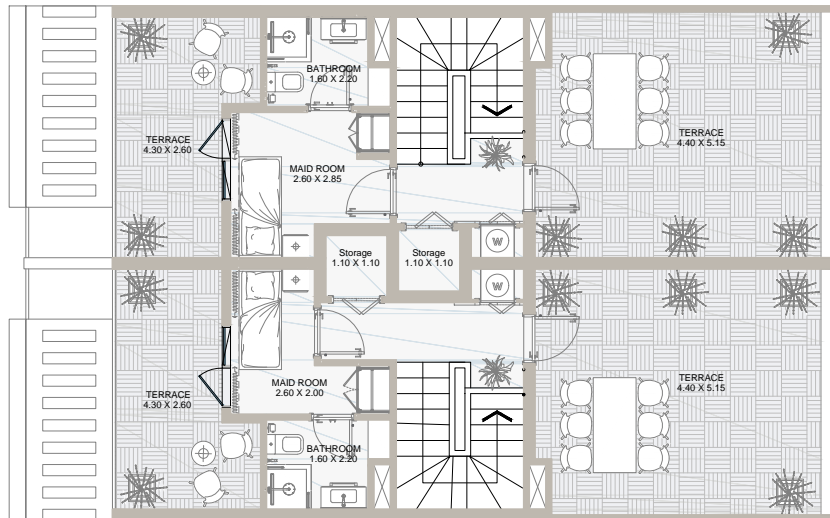 BATHROOM
1.60 X 2.20
TERRACE
4.30 X 2.60
TERRACE
4.40 X 5.15
MAID ROOM
2.60 X 2.85
W
Storage
1.10 X 1.10
Storage
1.10 X 1.10
W
MAID ROOM
2.60 X 2.00
TERRACE
4.40 X 5.15
TERRACE
4.30 X 2.60
BATHROOM
1.60 X 2.20